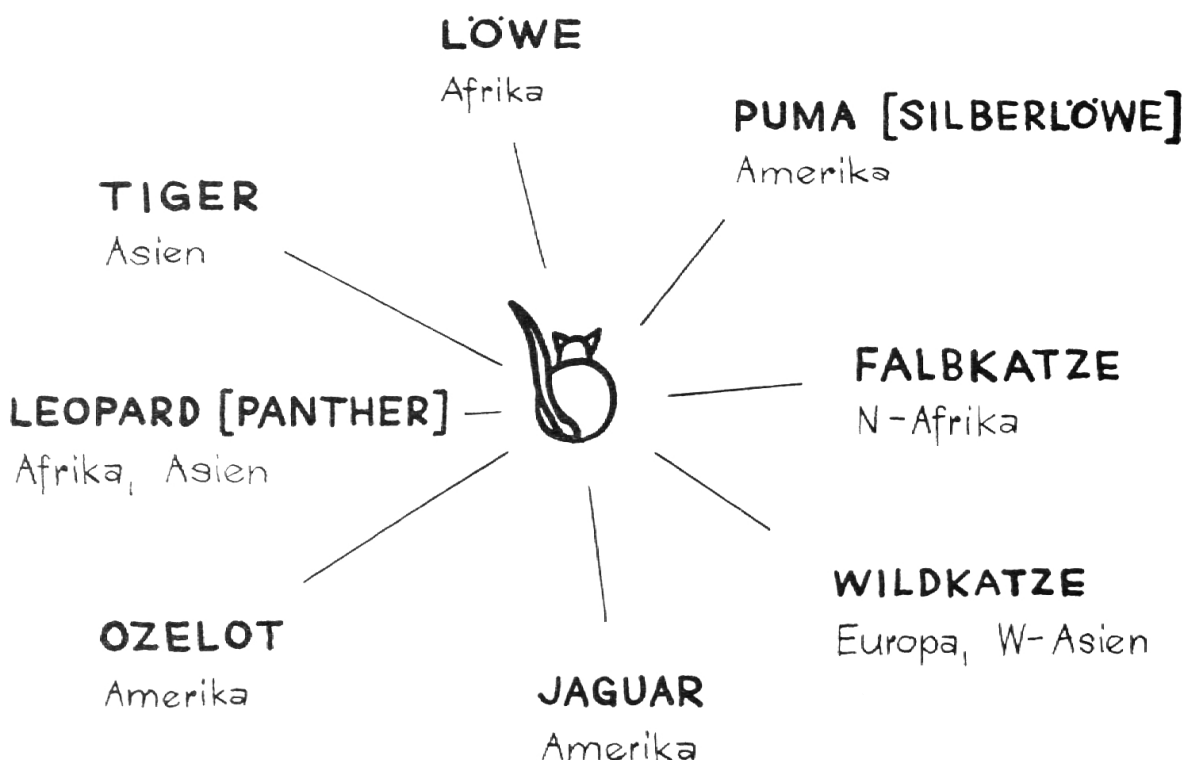 LÖWE
Afrika
PUMA [SILBERLÖWE]
Amerika
TIGER
Asien
FALBKATZE
N-Afrika
LEOPARD [PANTHER]
Afrika, Asien
WILDKATZE
Europa, W-Asien
OZELOT
Amerika
JAGUAR
Amerika